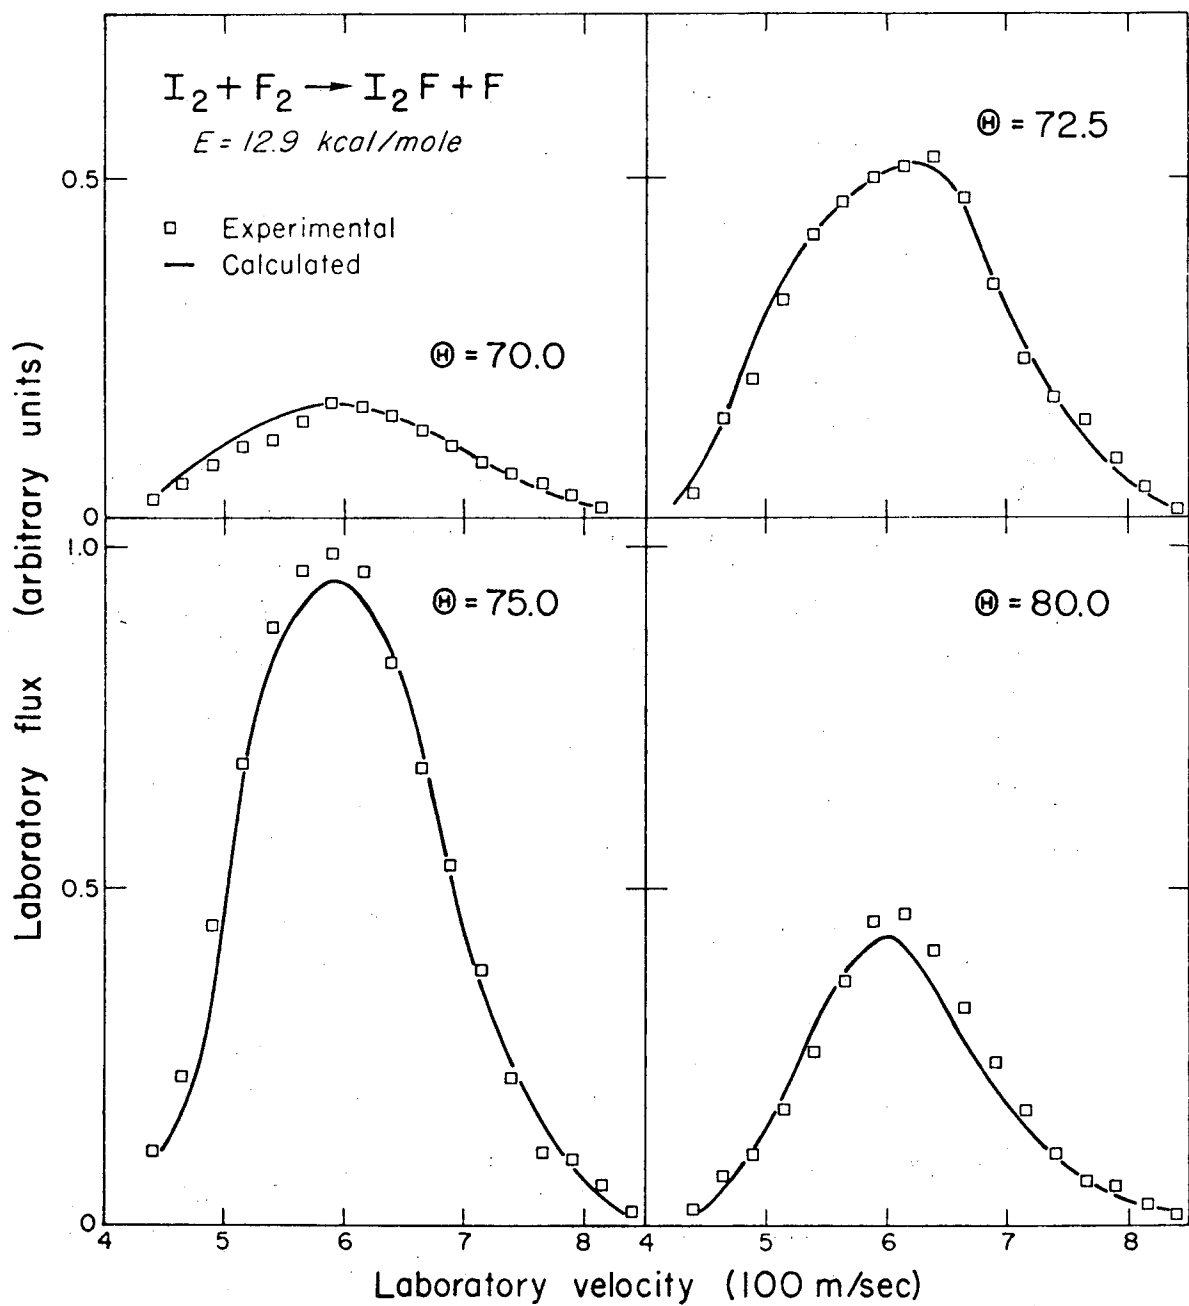 I₂ + F₂ → I₂F + F
E = 12.9 kcal/mole
Θ = 72.5
0.5
□ Experimental
— Calculated
Θ = 70.0
0
1.0
Θ = 75.0
Θ = 80.0
0.5
0
4 5 6 7 8 4 5 6 7 8
Laboratory velocity (100 m/sec)
Laboratory flux (arbitrary units)